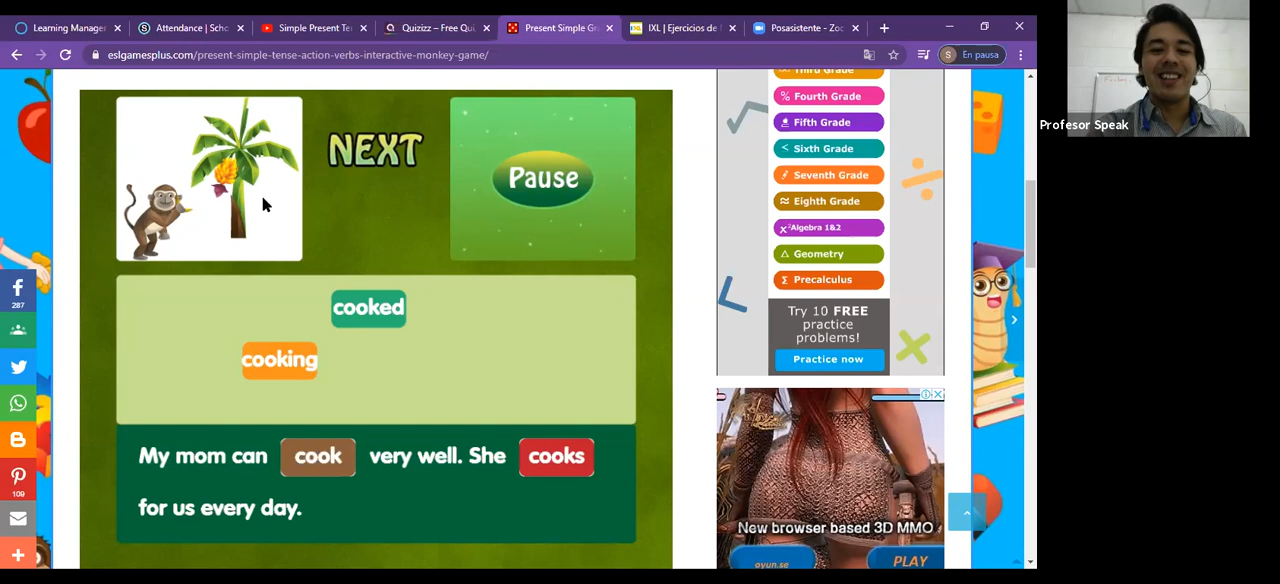 Learning Manager
Attendance | Scho
Simple Present Te
Quizizz – Free Qu
Present Simple Gra
IXL | Ejercicios de
Posasistente - Zoo
eslgamesplus.com/present-simple-tense-action-verbs-interactive-monkey-game/
S En pausa
Profesor Speak
NEXT
Pause
cooked
cooking
My mom can cook very well. She cooks
for us every day.
287
109
Third Grade
Fourth Grade
Fifth Grade
Sixth Grade
Seventh Grade
Eighth Grade
Algebra 1&2
Geometry
Precalculus
Try 10 FREE
practice
problems!
Practice now
New browser based 3D MMO
oyun.se
PLAY